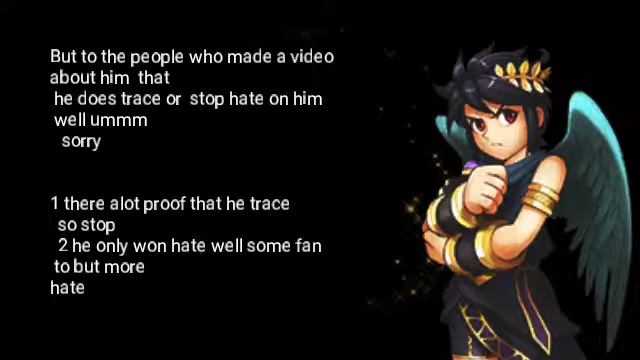 But to the people who made a video
about him that
he does trace or stop hate on him
well ummm
sorry
1 there alot proof that he trace
so stop
2 he only won hate well some fan
to but more
hate